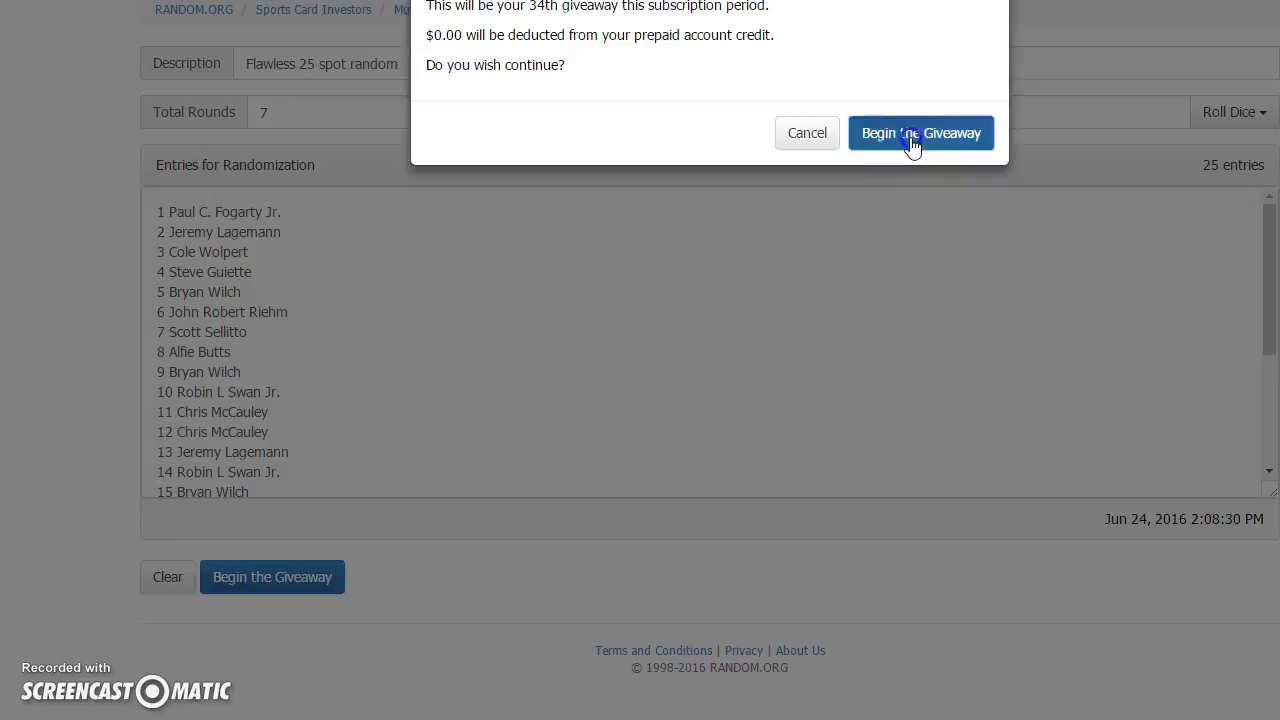 This will be your 34th giveaway this subscription period.
RANDOM.ORG / Sports Card Investors /
$0.00 will be deducted from your prepaid account credit.
Description Flawless 25 spot random
Do you wish continue?
Total Rounds 7 Roll Dice
Cancel Begin the Giveaway
Entries for Randomization 25 entries
1 Paul C. Fogarty Jr.
2 Jeremy Lagemann
3 Cole Wolpert
4 Steve Guiette
5 Bryan Wilch
6 John Robert Riehm
7 Scott Sellitto
8 Alfie Butts
9 Bryan Wilch
10 Robin L Swan Jr.
11 Chris McCauley
12 Chris McCauley
13 Jeremy Lagemann
14 Robin L Swan Jr.
15 Bryan Wilch
Jun 24, 2016 2:08:30 PM
Clear Begin the Giveaway
Terms and Conditions | Privacy | About Us
© 1998-2016 RANDOM.ORG
Recorded with
SCREENCAST-O-MATIC